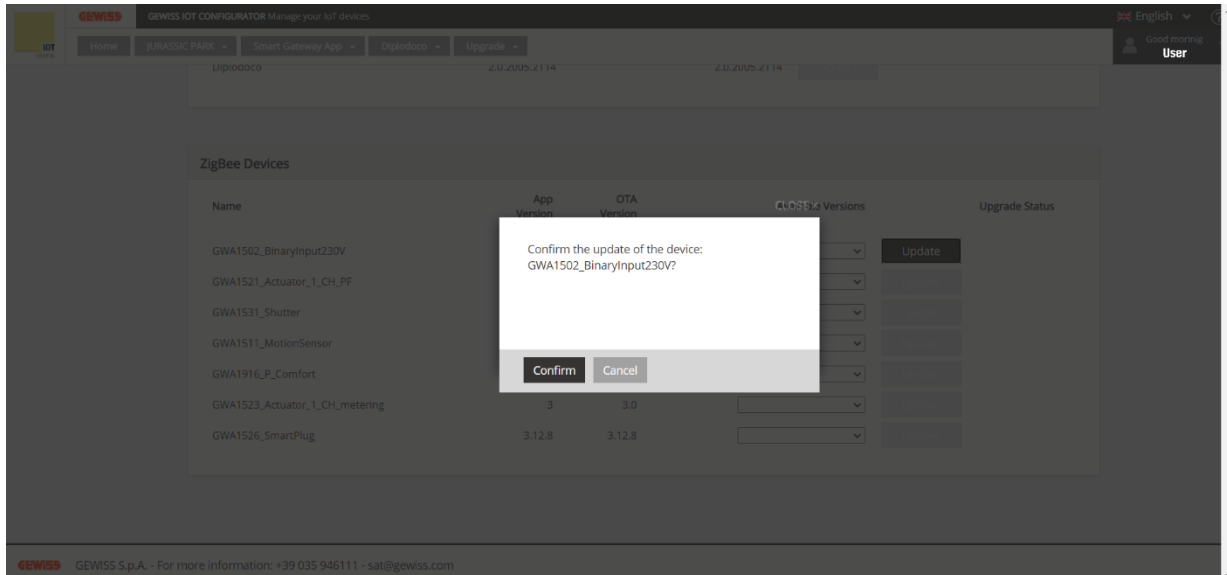 GEWISS GEWISS IOT CONFIGURATOR Manage your IoT devices English
IOT Home JURASSIC PARK Smart Gateway App Diplodoco Upgrade Good morinig
User
Diplodoco 2.0.2005.2114 2.0.2005.2114
ZigBee Devices
Name App Version OTA Version CLOSE × Versions Upgrade Status
GWA1502_BinaryInput230V Update
GWA1521_Actuator_1_CH_PF
GWA1531_Shutter
GWA1511_MotionSensor
GWA1916_P_Comfort
GWA1523_Actuator_1_CH_metering 3 3.0
GWA1526_SmartPlug 3.12.8 3.12.8
Confirm the update of the device:
GWA1502_BinaryInput230V?
Confirm Cancel
GEWISS GEWISS S.p.A. - For more information: +39 035 946111 - sat@gewiss.com